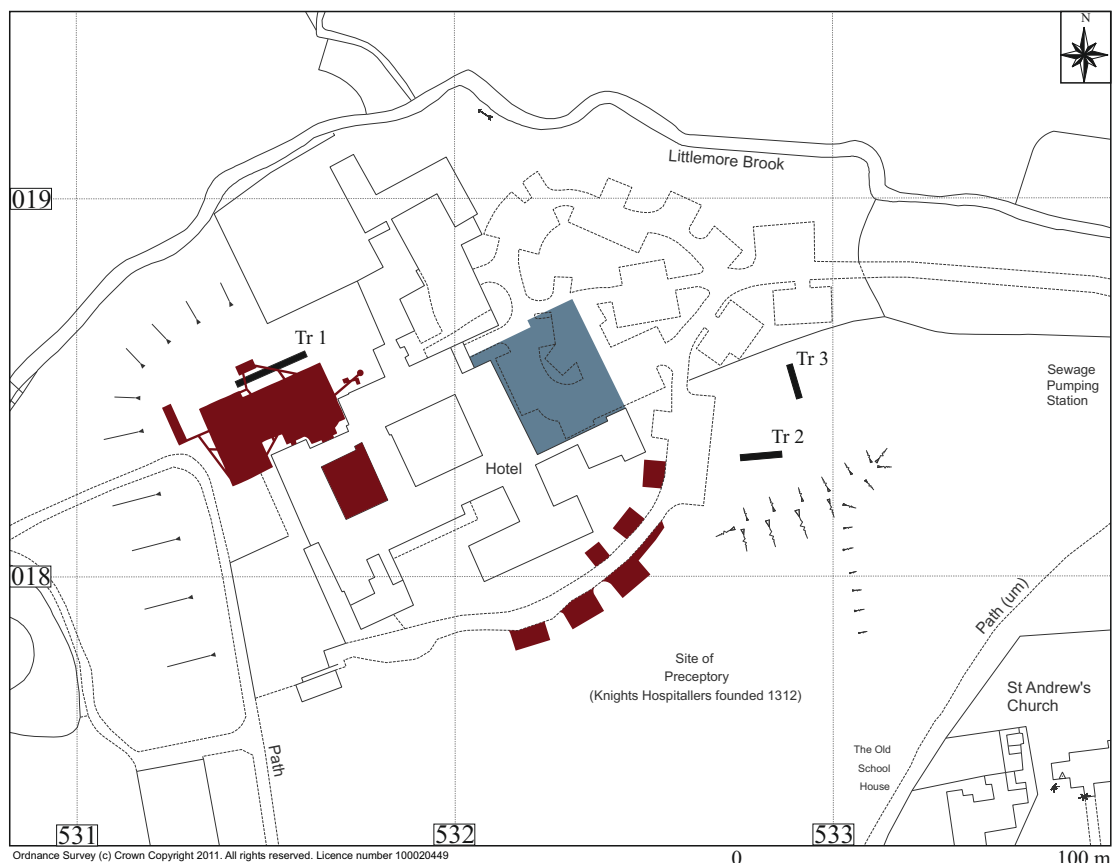 N
Littlemore Brook
019
Tr 1
Tr 3
Sewage
Pumping
Station
Tr 2
Hotel
018
Path (um)
Site of
Preceptory
(Knights Hospitallers founded 1312)
St Andrew's
Church
The Old
School
House
Path
531
532
533
Ordnance Survey (c) Crown Copyright 2011. All rights reserved. Licence number 100020449
0
100 m